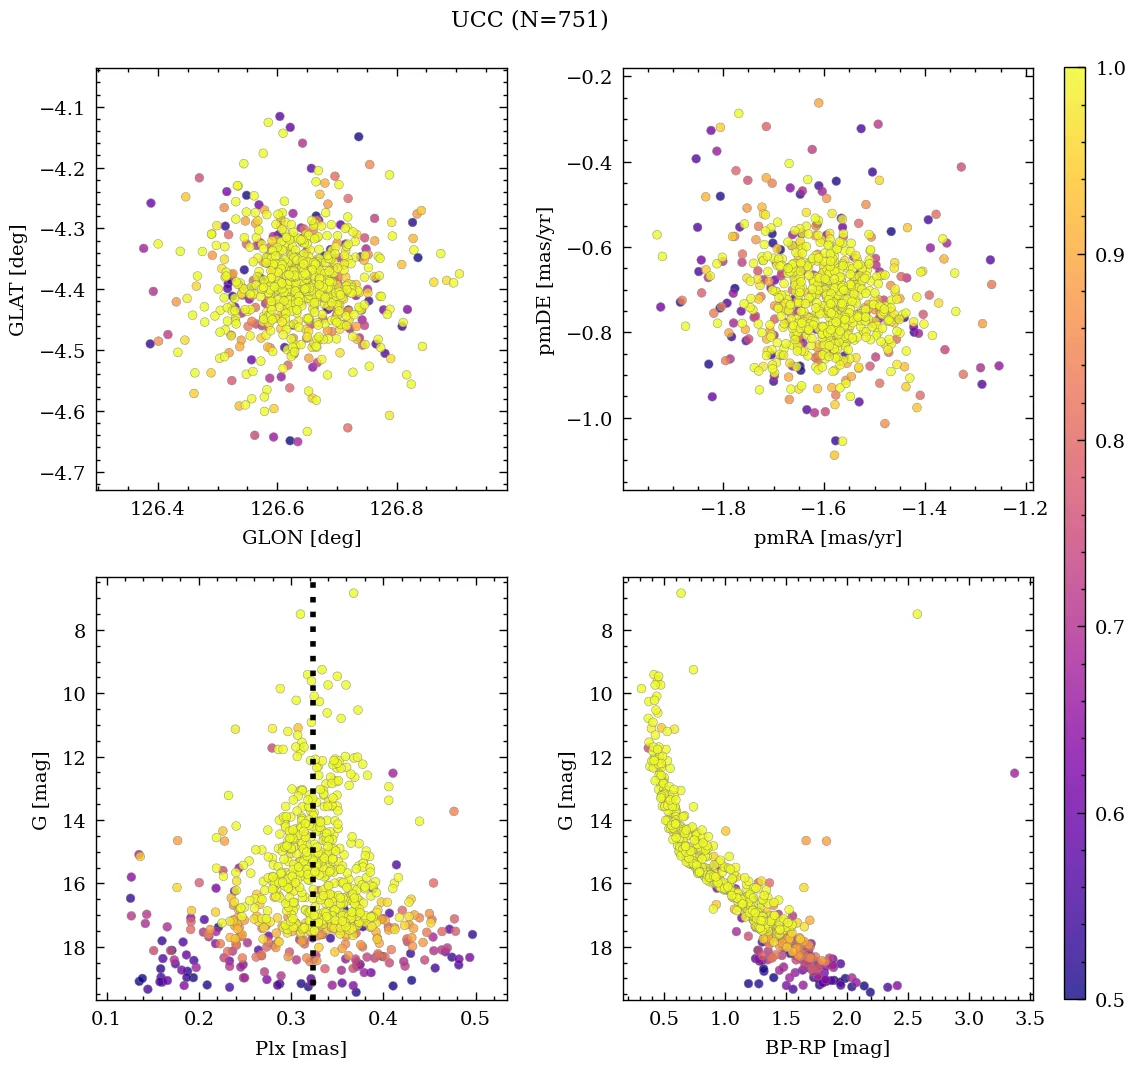 UCC (N=751)
−4.1
−4.2
−4.3
−4.4
−4.5
−4.6
−4.7
GLAT [deg]
126.4 126.6 126.8
GLON [deg]
−0.2
−0.4
−0.6
−0.8
−1.0
pmDE [mas/yr]
−1.8 −1.6 −1.4 −1.2
pmRA [mas/yr]
8
10
12
14
16
18
G [mag]
0.1 0.2 0.3 0.4 0.5
Plx [mas]
8
10
12
14
16
18
G [mag]
0.5 1.0 1.5 2.0 2.5 3.0 3.5
BP-RP [mag]
1.0
0.9
0.8
0.7
0.6
0.5